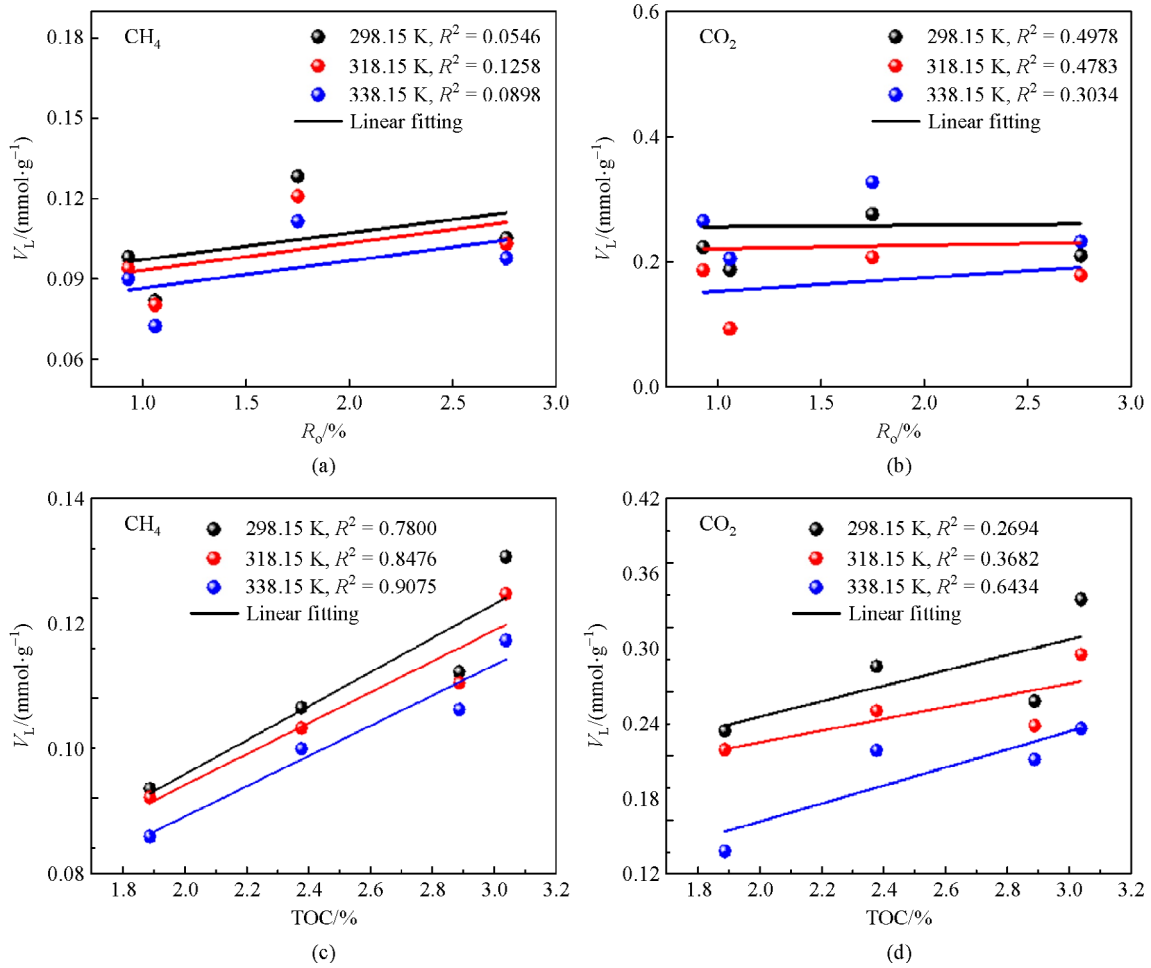 CH₄
298.15 K, R² = 0.0546
318.15 K, R² = 0.1258
338.15 K, R² = 0.0898
Linear fitting
0.18
0.15
0.12
0.09
0.06
V_L/(mmol·g⁻¹)
1.0 1.5 2.0 2.5 3.0
R_o/%
(a)
CO₂
298.15 K, R² = 0.4978
318.15 K, R² = 0.4783
338.15 K, R² = 0.3034
Linear fitting
0.6
0.4
0.2
0.0
V_L/(mmol·g⁻¹)
1.0 1.5 2.0 2.5 3.0
R_o/%
(b)
CH₄
298.15 K, R² = 0.7800
318.15 K, R² = 0.8476
338.15 K, R² = 0.9075
Linear fitting
0.14
0.12
0.10
0.08
V_L/(mmol·g⁻¹)
1.8 2.0 2.2 2.4 2.6 2.8 3.0 3.2
TOC/%
(c)
CO₂
298.15 K, R² = 0.2694
318.15 K, R² = 0.3682
338.15 K, R² = 0.6434
Linear fitting
0.42
0.36
0.30
0.24
0.18
0.12
V_L/(mmol·g⁻¹)
1.8 2.0 2.2 2.4 2.6 2.8 3.0 3.2
TOC/%
(d)